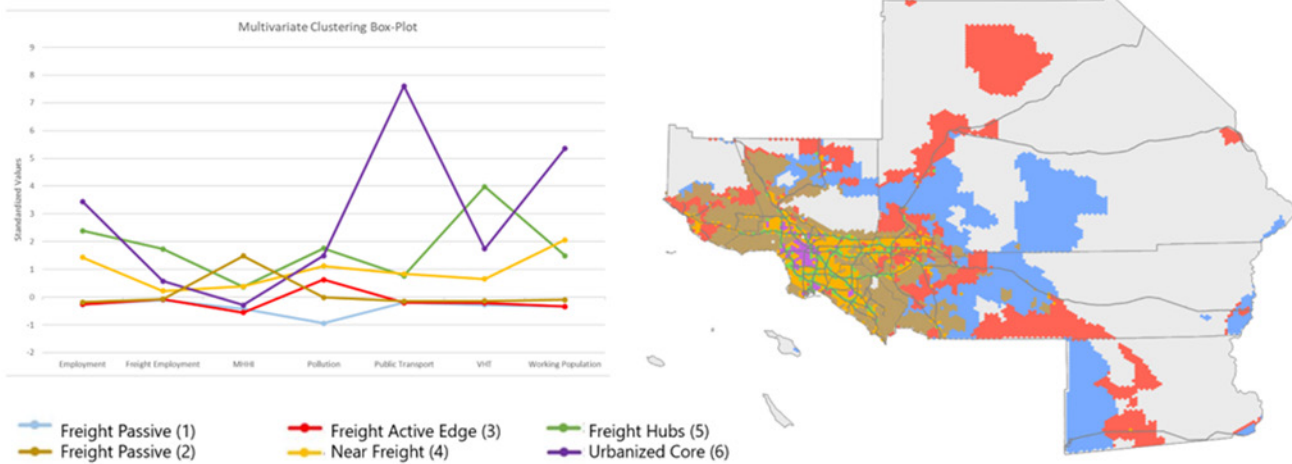 Multivariate Clustering Box-Plot
9
8
7
6
5
4
3
2
1
0
-1
-2
Standardized Values
Employment Freight Employment MHHI Pollution Public Transport VHT Working Population
Freight Passive (1) Freight Active Edge (3) Freight Hubs (5)
Freight Passive (2) Near Freight (4) Urbanized Core (6)